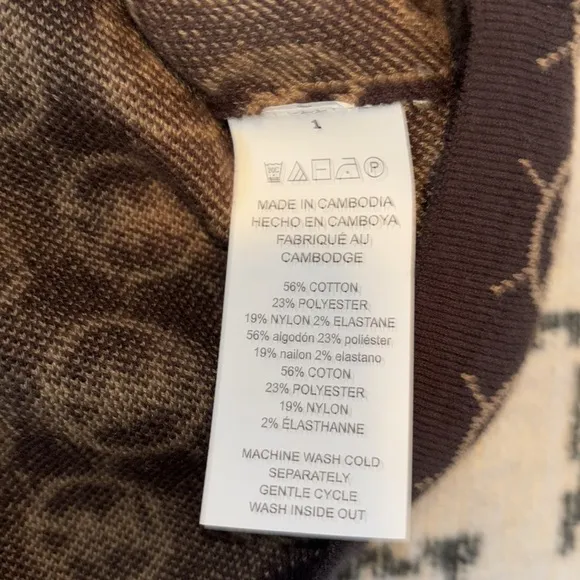 1
MADE IN CAMBODIA
HECHO EN CAMBOYA
FABRIQUÉ AU
CAMBODGE
56% COTTON
23% POLYESTER
19% NYLON 2% ELASTANE
56% algodón 23% poliéster
19% nailon 2% elastano
56% COTON
23% POLYESTER
19% NYLON
2% ÉLASTHANNE
MACHINE WASH COLD
SEPARATELY
GENTLE CYCLE
WASH INSIDE OUT